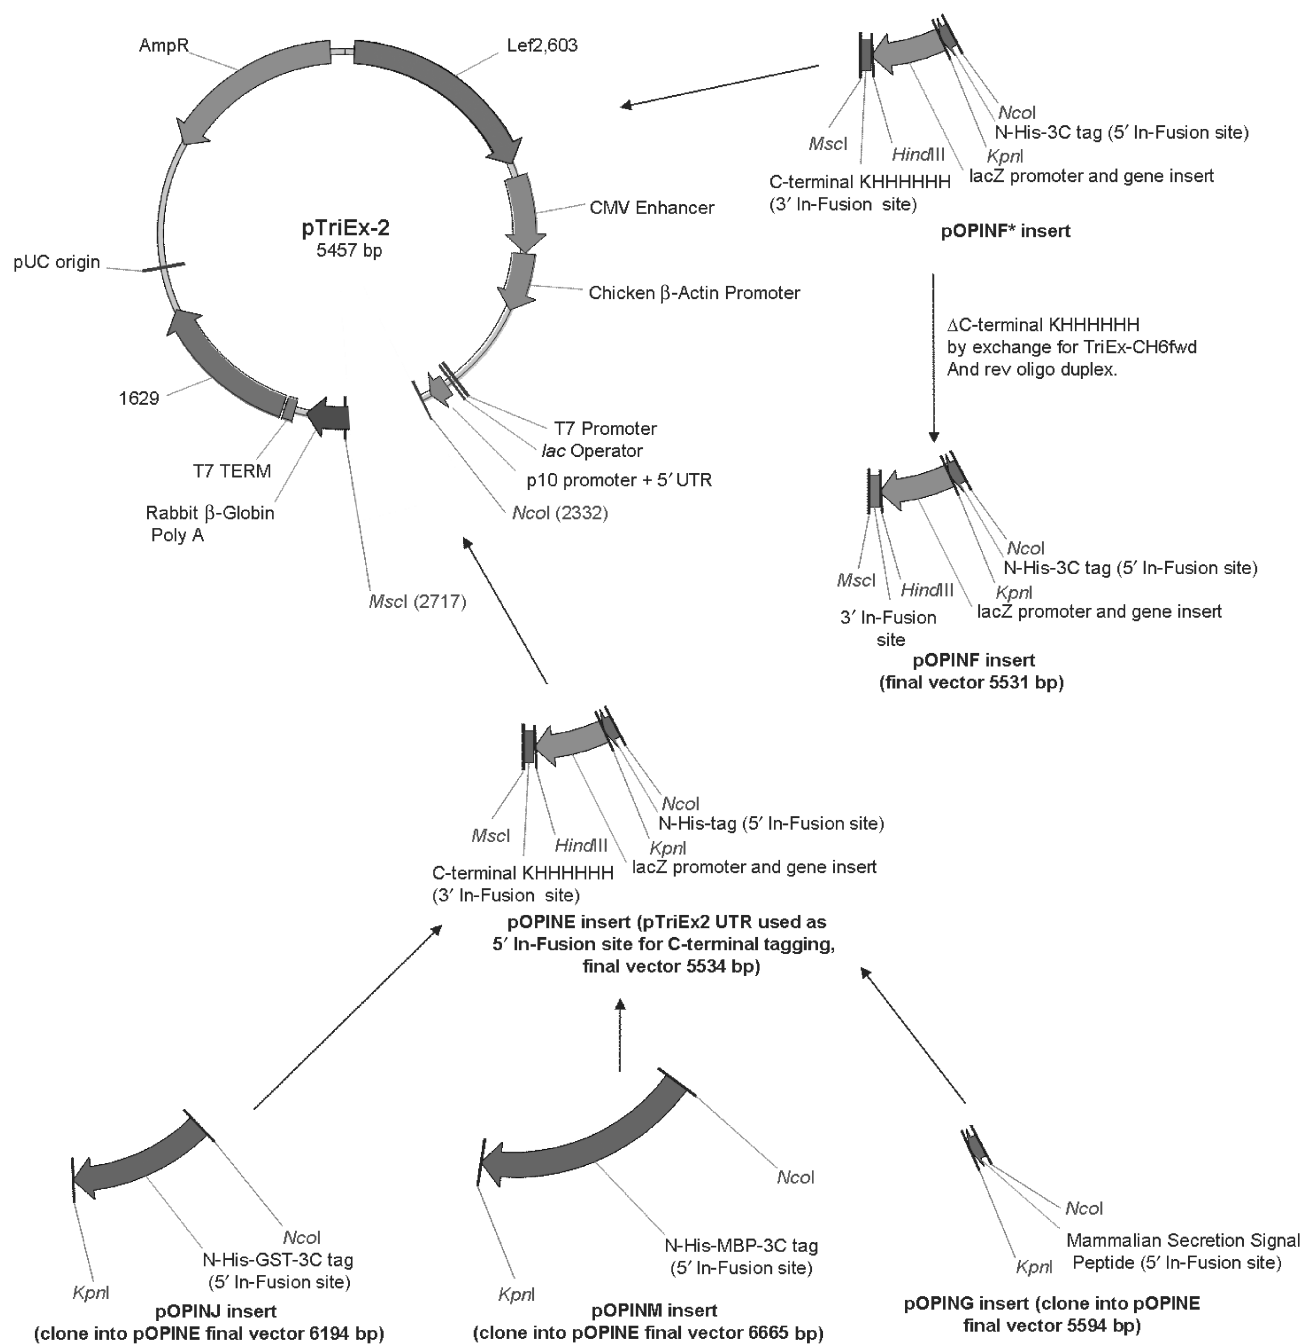 AmpR
Lef2,603
pTriEx-2
5457 bp
CMV Enhancer
pUC origin
Chicken β-Actin Promoter
1629
T7 Promoter
lac Operator
T7 TERM
p10 promoter + 5′ UTR
Rabbit β-Globin
Poly A
NcoI (2332)
MscI (2717)
NcoI
N-His-3C tag (5′ In-Fusion site)
MscI
HindIII
KpnI
lacZ promoter and gene insert
C-terminal KHHHHHH
(3′ In-Fusion site)
pOPINF* insert
ΔC-terminal KHHHHHH
by exchange for TriEx-CH6fwd
And rev oligo duplex.
NcoI
N-His-3C tag (5′ In-Fusion site)
MscI
HindIII
KpnI
lacZ promoter and gene insert
3′ In-Fusion
site
pOPINF insert
(final vector 5531 bp)
NcoI
N-His-tag (5′ In-Fusion site)
MscI
HindIII
KpnI
lacZ promoter and gene insert
C-terminal KHHHHHH
(3′ In-Fusion site)
pOPINE insert (pTriEx2 UTR used as
5′ In-Fusion site for C-terminal tagging,
final vector 5534 bp)
NcoI
N-His-GST-3C tag
(5′ In-Fusion site)
KpnI
pOPINJ insert
(clone into pOPINE final vector 6194 bp)
NcoI
N-His-MBP-3C tag
(5′ In-Fusion site)
KpnI
pOPINM insert
(clone into pOPINE final vector 6665 bp)
NcoI
Mammalian Secretion Signal
Peptide (5′ In-Fusion site)
KpnI
pOPING insert (clone into pOPINE
final vector 5594 bp)